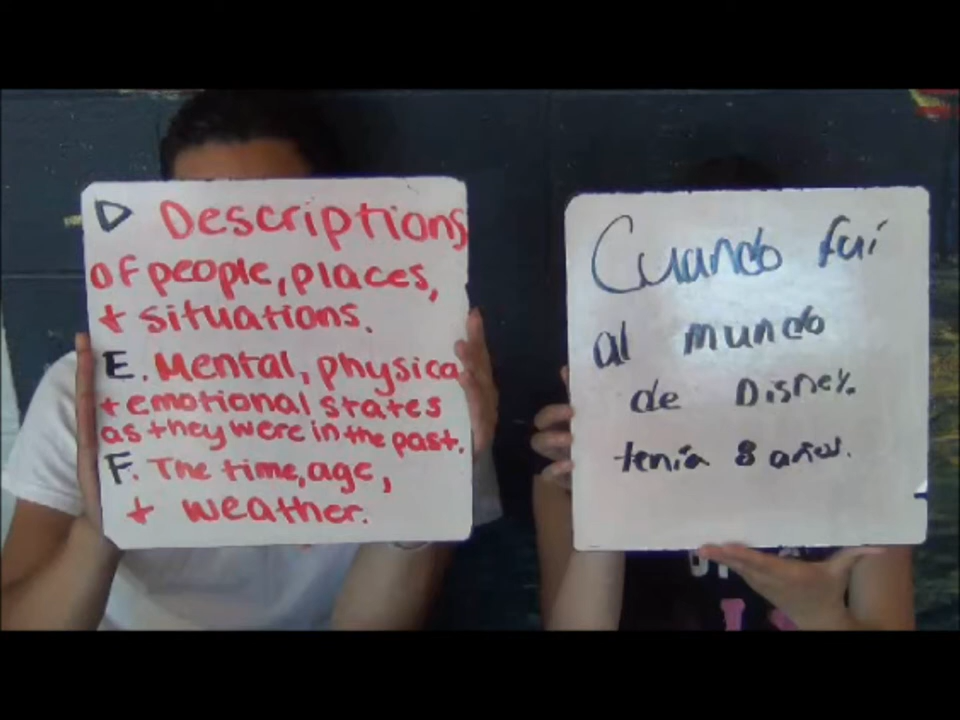 D Descriptions
of people, places,
+ situations.
E. Mental, physica
+ emotional states
as they were in the past.
F. The time, age,
+ weather.
Cuando fuí
al mundo
de Disney.
tenía 8 años.